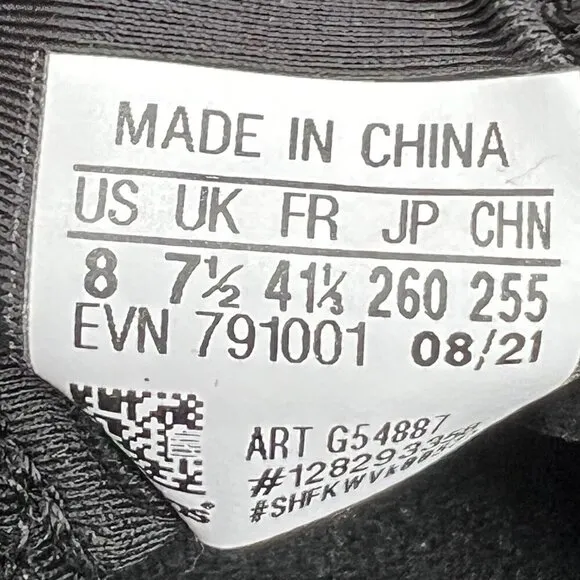 MADE IN CHINA
US UK FR JP CHN
8 7½ 41⅓ 260 255
EVN 791001 08/21
ART G54887